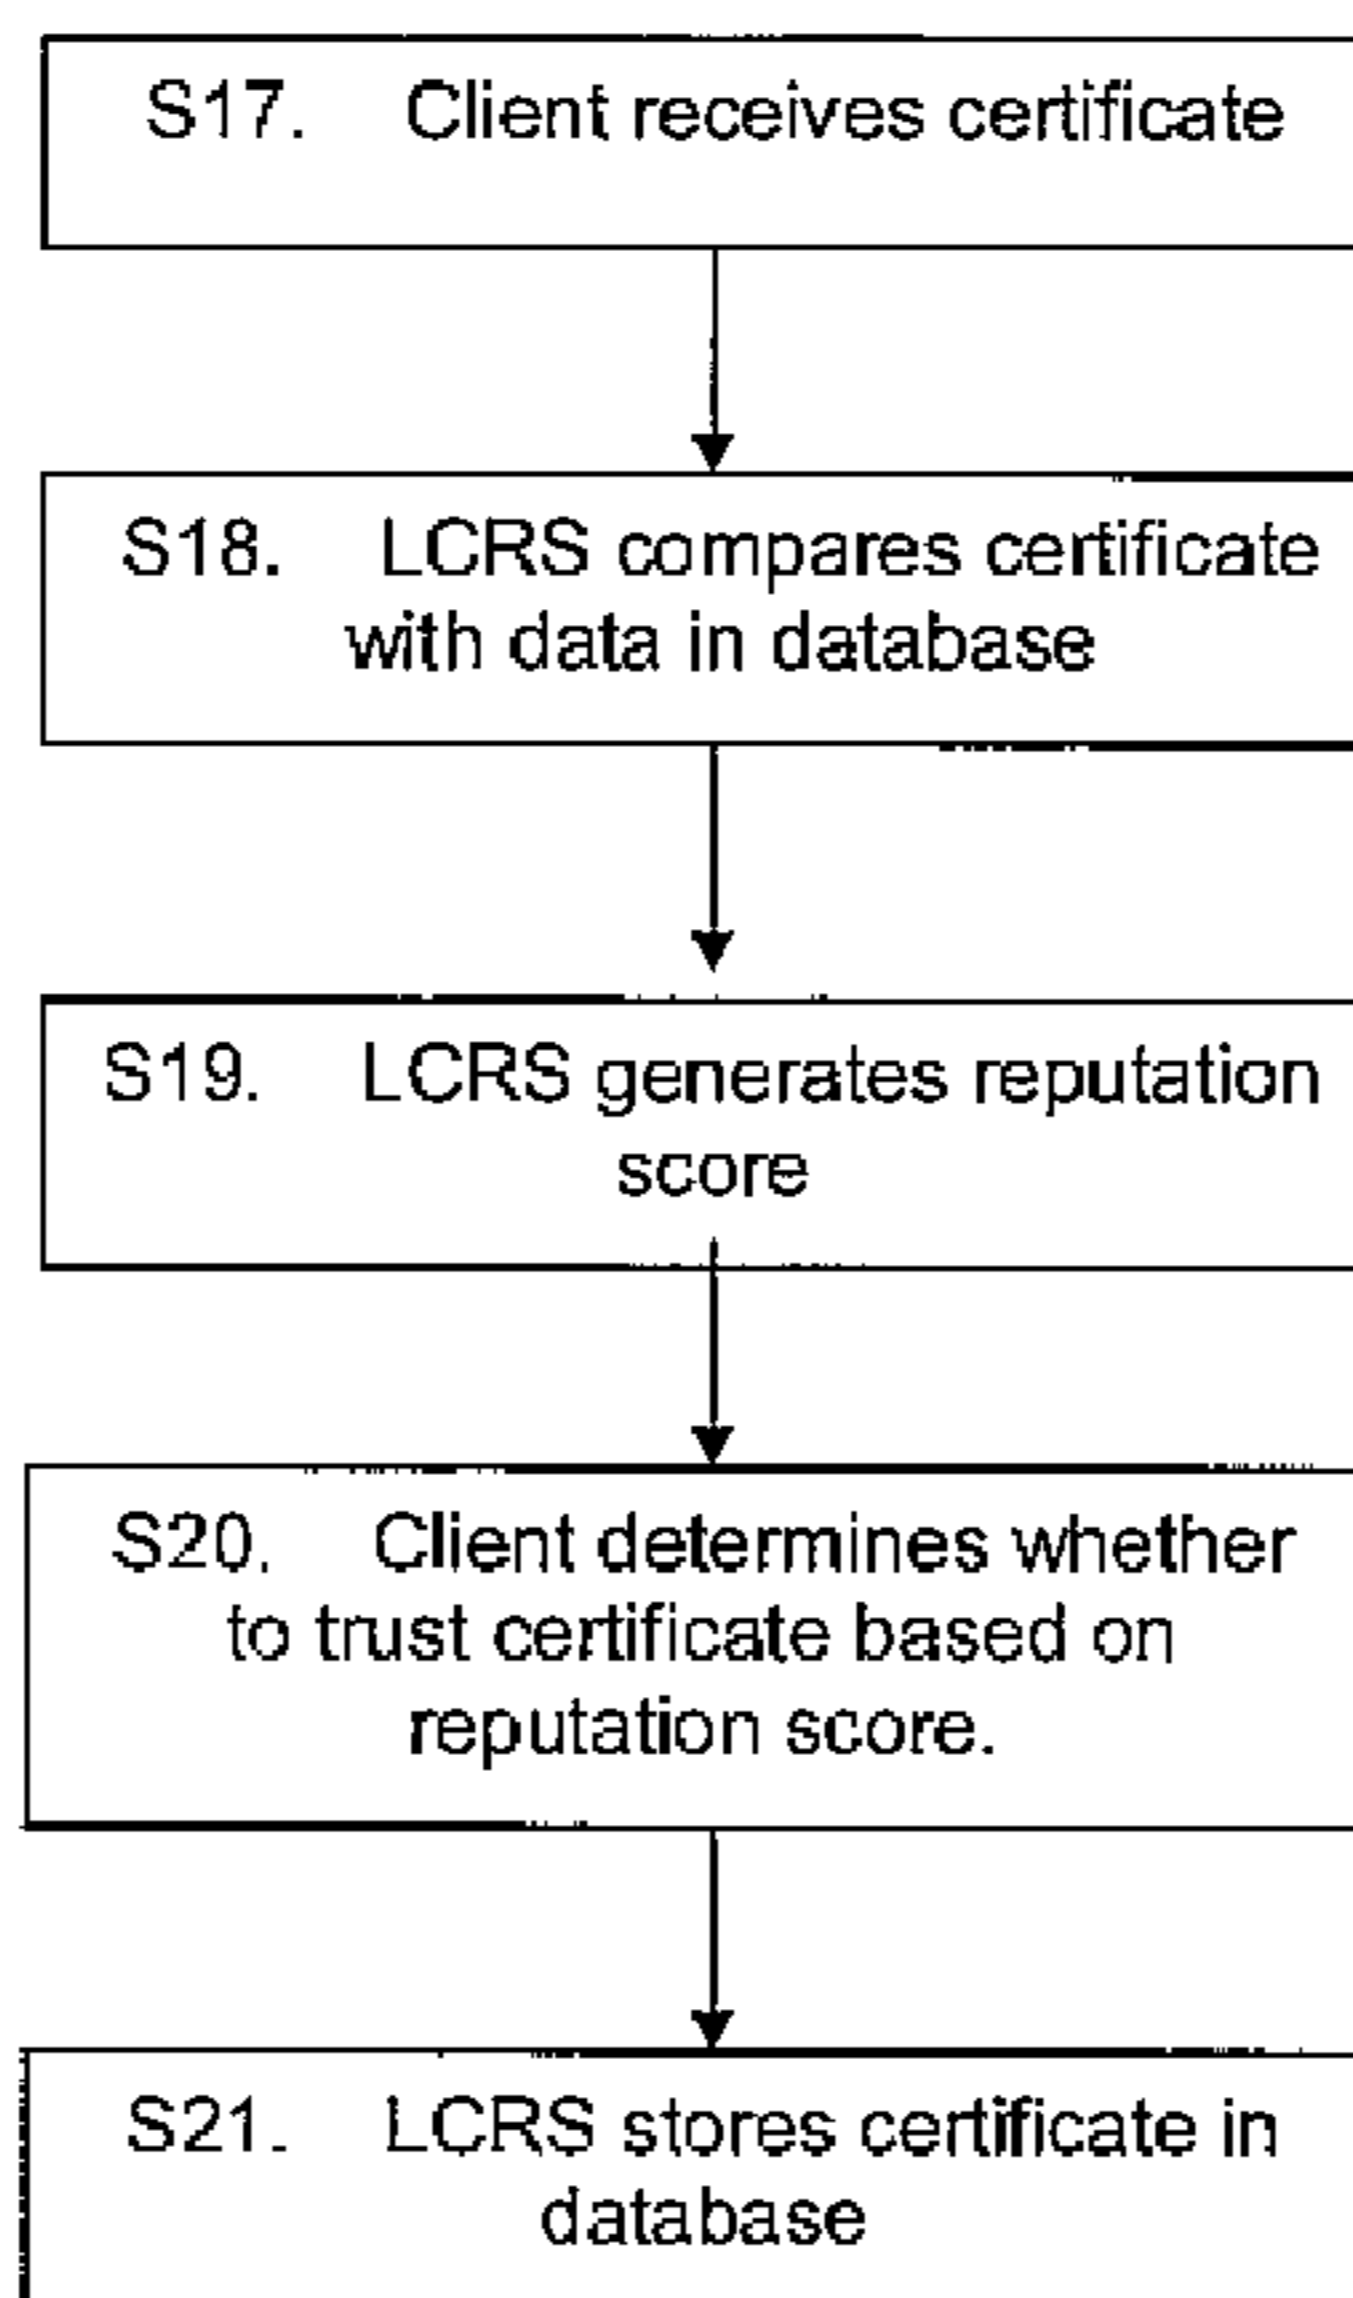 S17. Client receives certificate
S18. LCRS compares certificate
with data in database
S19. LCRS generates reputation
score
S20. Client determines whether
to trust certificate based on
reputation score.
S21. LCRS stores certificate in
database